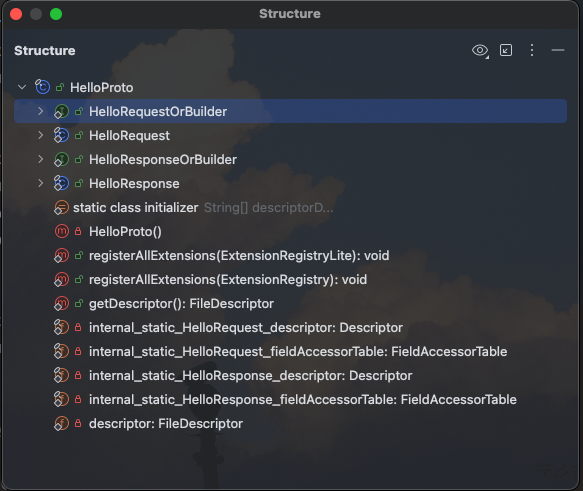 Structure
Structure
HelloProto
HelloRequestOrBuilder
HelloRequest
HelloResponseOrBuilder
HelloResponse
static class initializer String[] descriptorD...
HelloProto()
registerAllExtensions(ExtensionRegistryLite): void
registerAllExtensions(ExtensionRegistry): void
getDescriptor(): FileDescriptor
internal_static_HelloRequest_descriptor: Descriptor
internal_static_HelloRequest_fieldAccessorTable: FieldAccessorTable
internal_static_HelloResponse_descriptor: Descriptor
internal_static_HelloResponse_fieldAccessorTable: FieldAccessorTable
descriptor: FileDescriptor